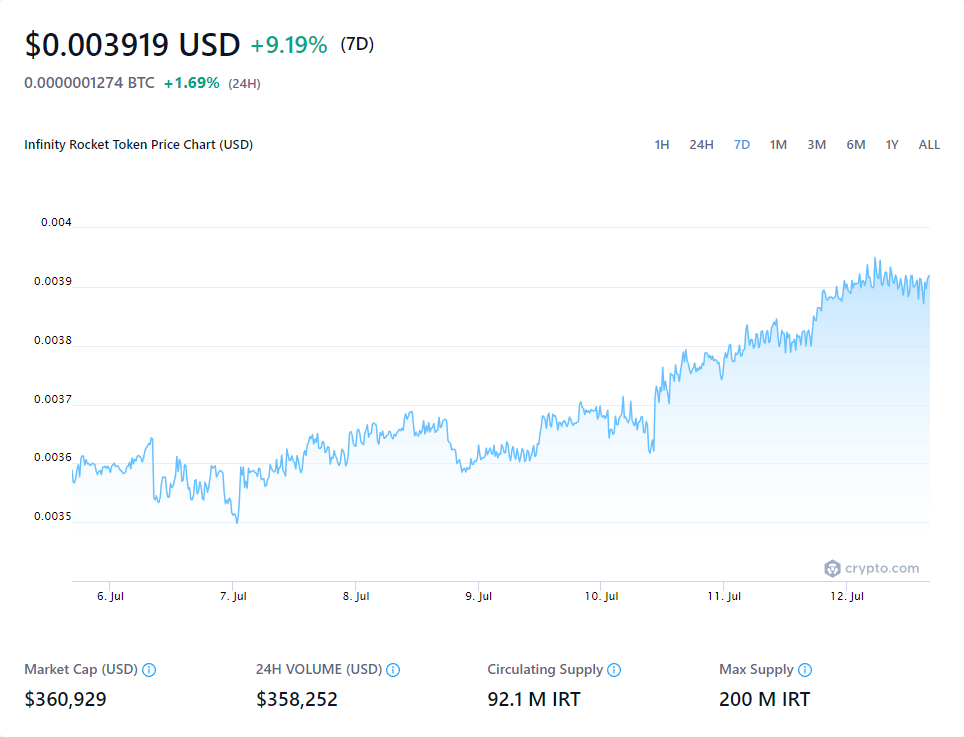 $0.003919 USD +9.19% (7D)
0.0000001274 BTC +1.69% (24H)
Infinity Rocket Token Price Chart (USD) 1H 24H 7D 1M 3M 6M 1Y ALL
0.004
0.0039
0.0038
0.0037
0.0036
0.0035
crypto.com
6. Jul 7. Jul 8. Jul 9. Jul 10. Jul 11. Jul 12. Jul
Market Cap (USD) 24H VOLUME (USD) Circulating Supply Max Supply
$360,929 $358,252 92.1 M IRT 200 M IRT